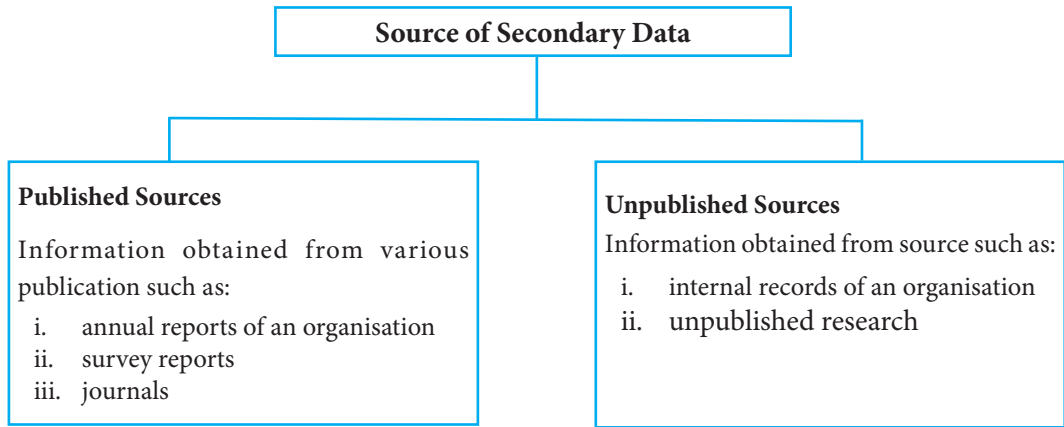 Source of Secondary Data
Published Sources
Information obtained from various
publication such as:
i. annual reports of an organisation
ii. survey reports
iii. journals
Unpublished Sources
Information obtained from source such as:
i. internal records of an organisation
ii. unpublished research